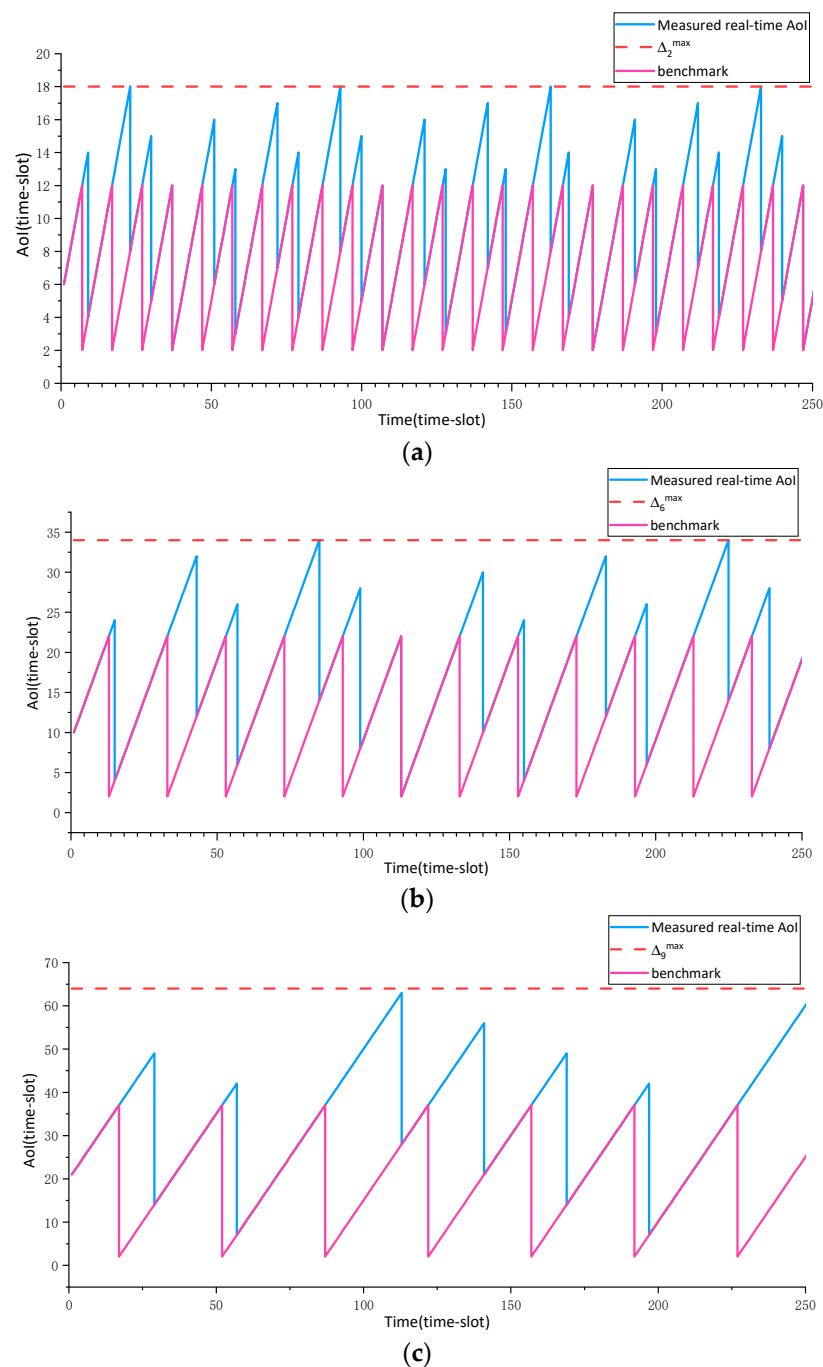 Measured real-time AoI
Δ₂ᵐᵃˣ
benchmark
20
18
16
14
12
10
8
6
4
2
0
AoI(time-slot)
0 50 100 150 200 250
Time(time-slot)
(a)
Measured real-time AoI
Δ₆ᵐᵃˣ
benchmark
35
30
25
20
15
10
5
0
AoI(time-slot)
0 50 100 150 200 250
Time(time-slot)
(b)
Measured real-time AoI
Δ₉ᵐᵃˣ
benchmark
70
60
50
40
30
20
10
0
AoI(time-slot)
0 50 100 150 200 250
Time(time-slot)
(c)